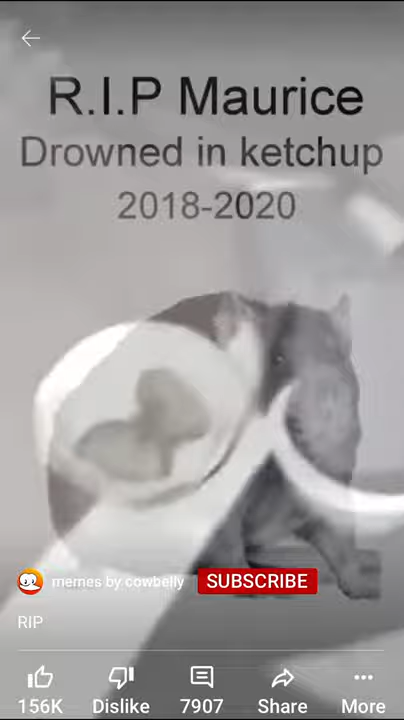 R.I.P Maurice
Drowned in ketchup
2018-2020
memes by cowbelly SUBSCRIBE
RIP
156K Dislike 7907 Share More